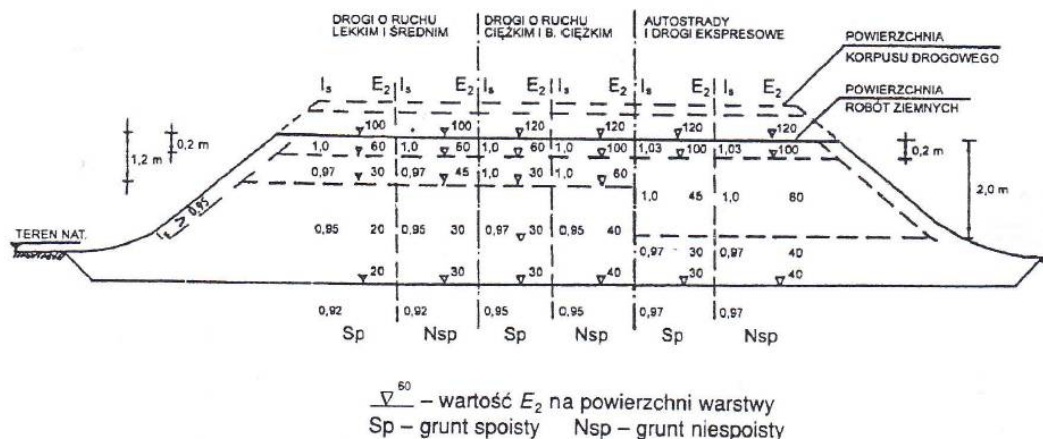 DROGI O RUCHU
LEKKIM I ŚREDNIM
DROGI O RUCHU
CIĘŻKIM I B. CIĘŻKIM
AUTOSTRADY
I DROGI EKSPRESOWE
POWIERZCHNIA
KORPUSU DROGOWEGO
POWIERZCHNIA
ROBÓT ZIEMNYCH
Is E2 Is E2 Is E2 Is E2 Is E2 Is E2
100 100 120 120 120 120
0,2 m
1,2 m
1,0 60 1,0 60 1,0 60 1,0 100 1,03 100 1,03 100
0,2 m
0,97 30 0,97 45 1,0 30 1,0 60
1,0 45 1,0 60
2,0 m
Is ≥ 0,95
TEREN NAT.
0,95 20 0,95 30 0,97 30 0,95 40
0,97 30 0,97 40
20 30 30 40 30 40
0,92 0,92 0,95 0,95 0,97 0,97
Sp Nsp Sp Nsp Sp Nsp
60 – wartość E2 na powierzchni warstwy
Sp – grunt spoisty Nsp – grunt niespoisty